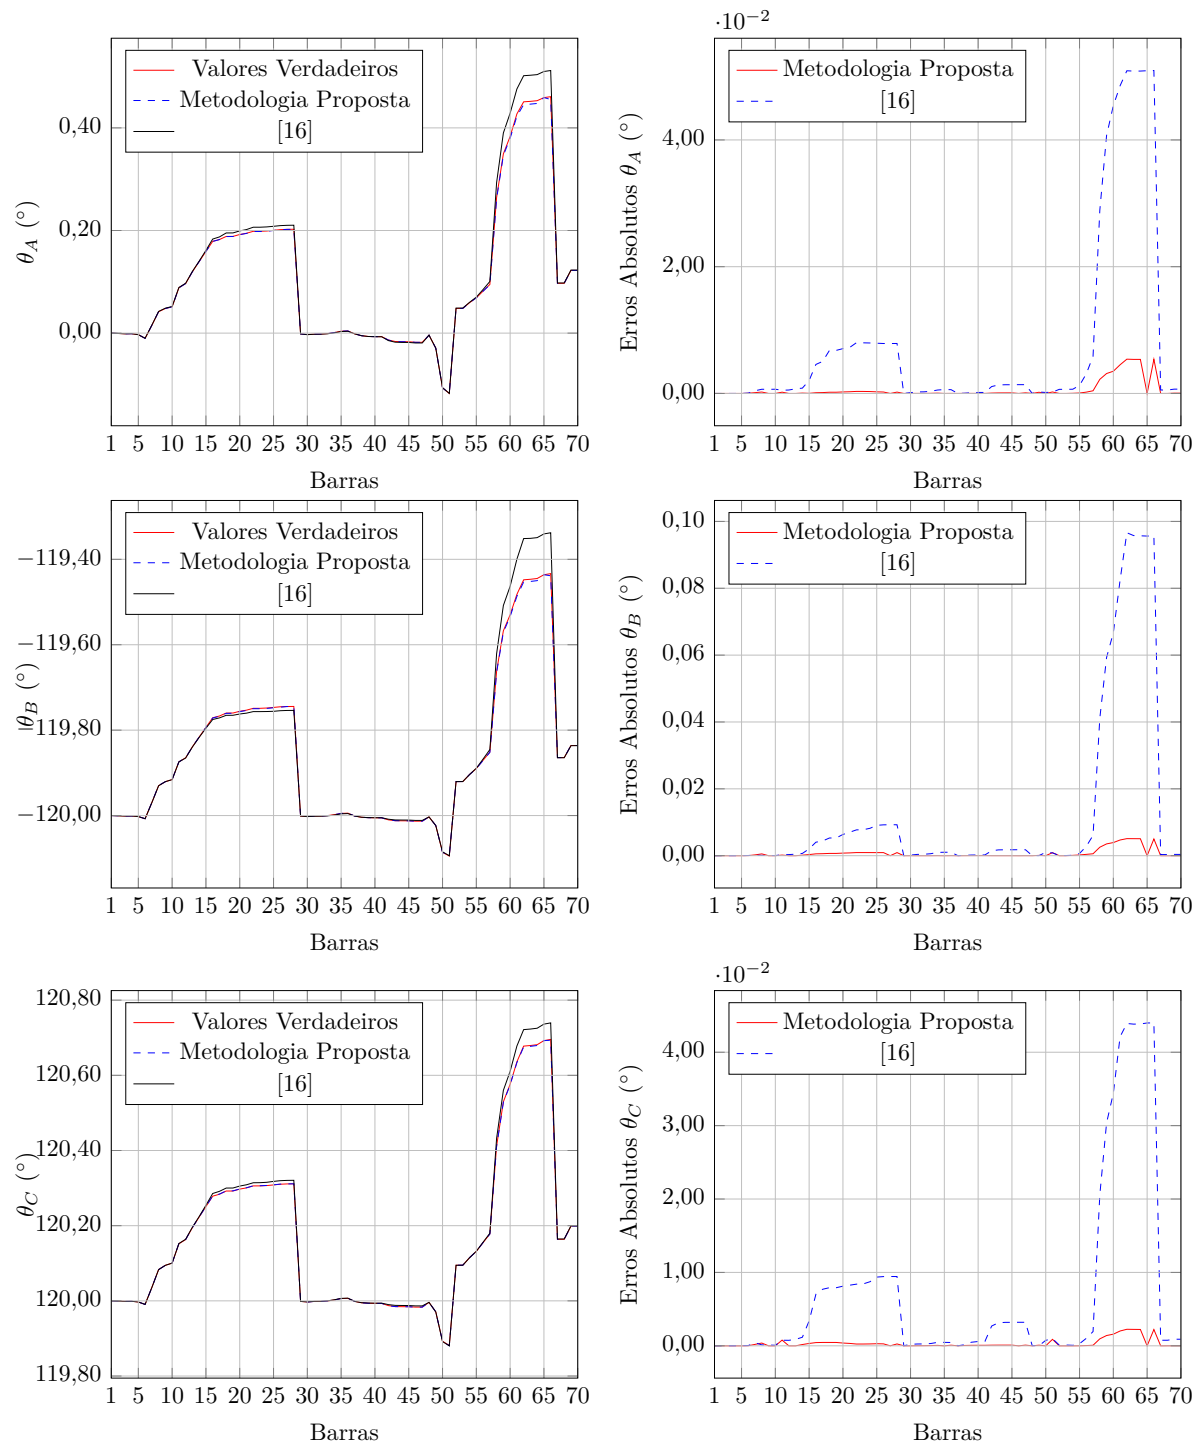 Valores Verdadeiros
Metodologia Proposta
[16]
0,40
0,20
0,00
θA (°)
1 5 10 15 20 25 30 35 40 45 50 55 60 65 70
Barras
·10−2
Metodologia Proposta
[16]
4,00
2,00
0,00
Erros Absolutos θA (°)
1 5 10 15 20 25 30 35 40 45 50 55 60 65 70
Barras
Valores Verdadeiros
Metodologia Proposta
[16]
−119,40
−119,60
−119,80
−120,00
|θB (°)
1 5 10 15 20 25 30 35 40 45 50 55 60 65 70
Barras
Metodologia Proposta
[16]
0,10
0,08
0,06
0,04
0,02
0,00
Erros Absolutos θB (°)
1 5 10 15 20 25 30 35 40 45 50 55 60 65 70
Barras
Valores Verdadeiros
Metodologia Proposta
[16]
120,80
120,60
120,40
120,20
120,00
119,80
θC (°)
1 5 10 15 20 25 30 35 40 45 50 55 60 65 70
Barras
·10−2
Metodologia Proposta
[16]
4,00
3,00
2,00
1,00
0,00
Erros Absolutos θC (°)
1 5 10 15 20 25 30 35 40 45 50 55 60 65 70
Barras